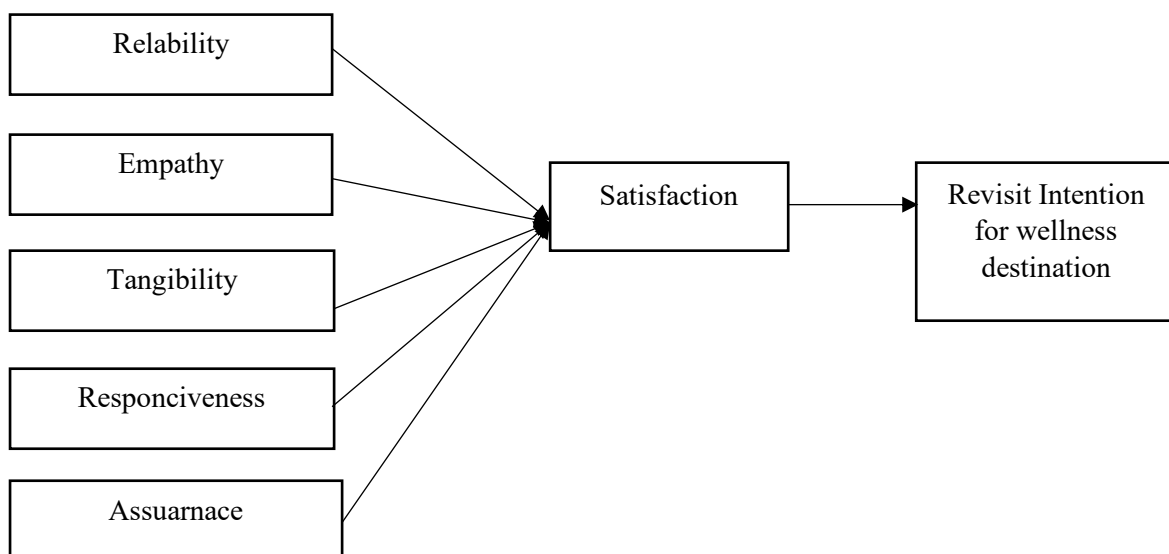 Relability
Empathy
Tangibility
Responciveness
Assuarnace
Satisfaction
Revisit Intention
for wellness
destination